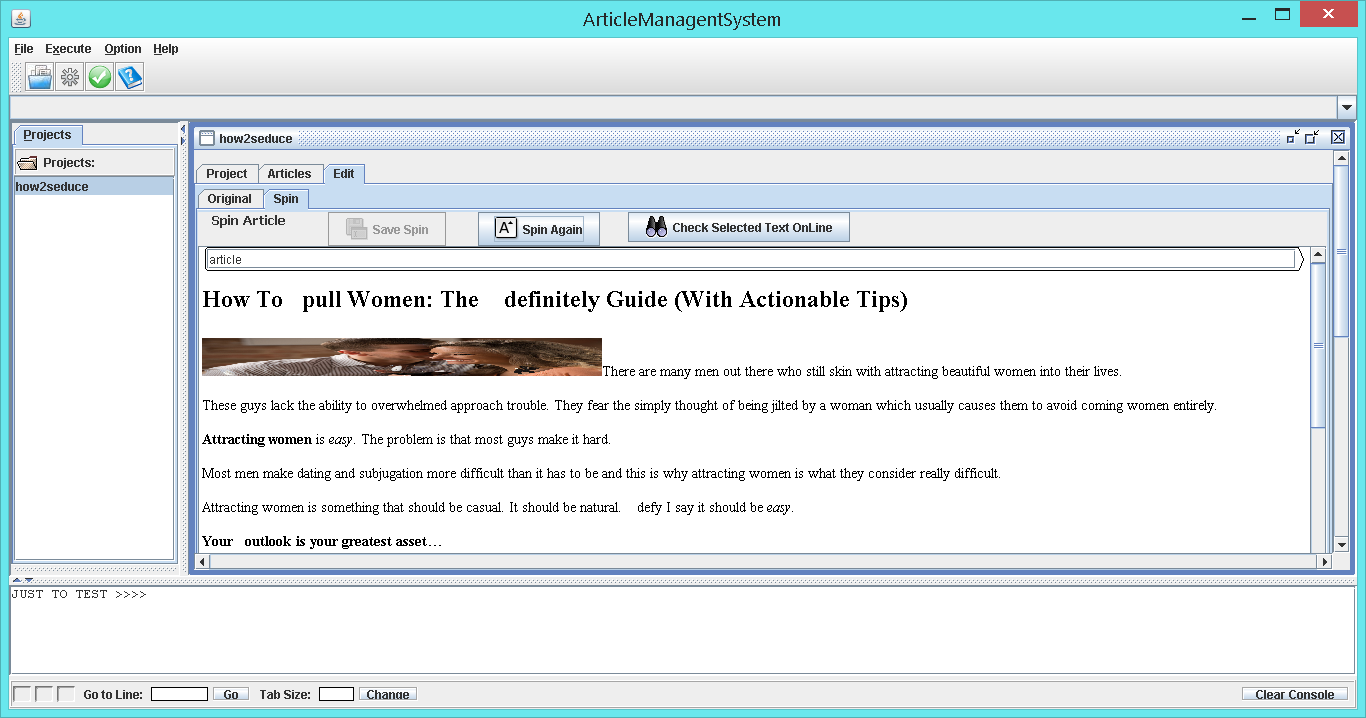 ArticleManagentSystem
File Execute Option Help
Projects
Projects:
how2seduce
how2seduce
Project Articles Edit
Original Spin
Spin Article Save Spin A Spin Again Check Selected Text OnLine
article
How To pull Women: The definitely Guide (With Actionable Tips)
There are many men out there who still skin with attracting beautiful women into their lives.
These guys lack the ability to overwhelmed approach trouble. They fear the simply thought of being jilted by a woman which usually causes them to avoid coming women entirely.
Attracting women is easy. The problem is that most guys make it hard.
Most men make dating and subjugation more difficult than it has to be and this is why attracting women is what they consider really difficult.
Attracting women is something that should be casual. It should be natural. defy I say it should be easy.
Your outlook is your greatest asset…
JUST TO TEST >>>>
Go to Line: Go Tab Size: Change Clear Console